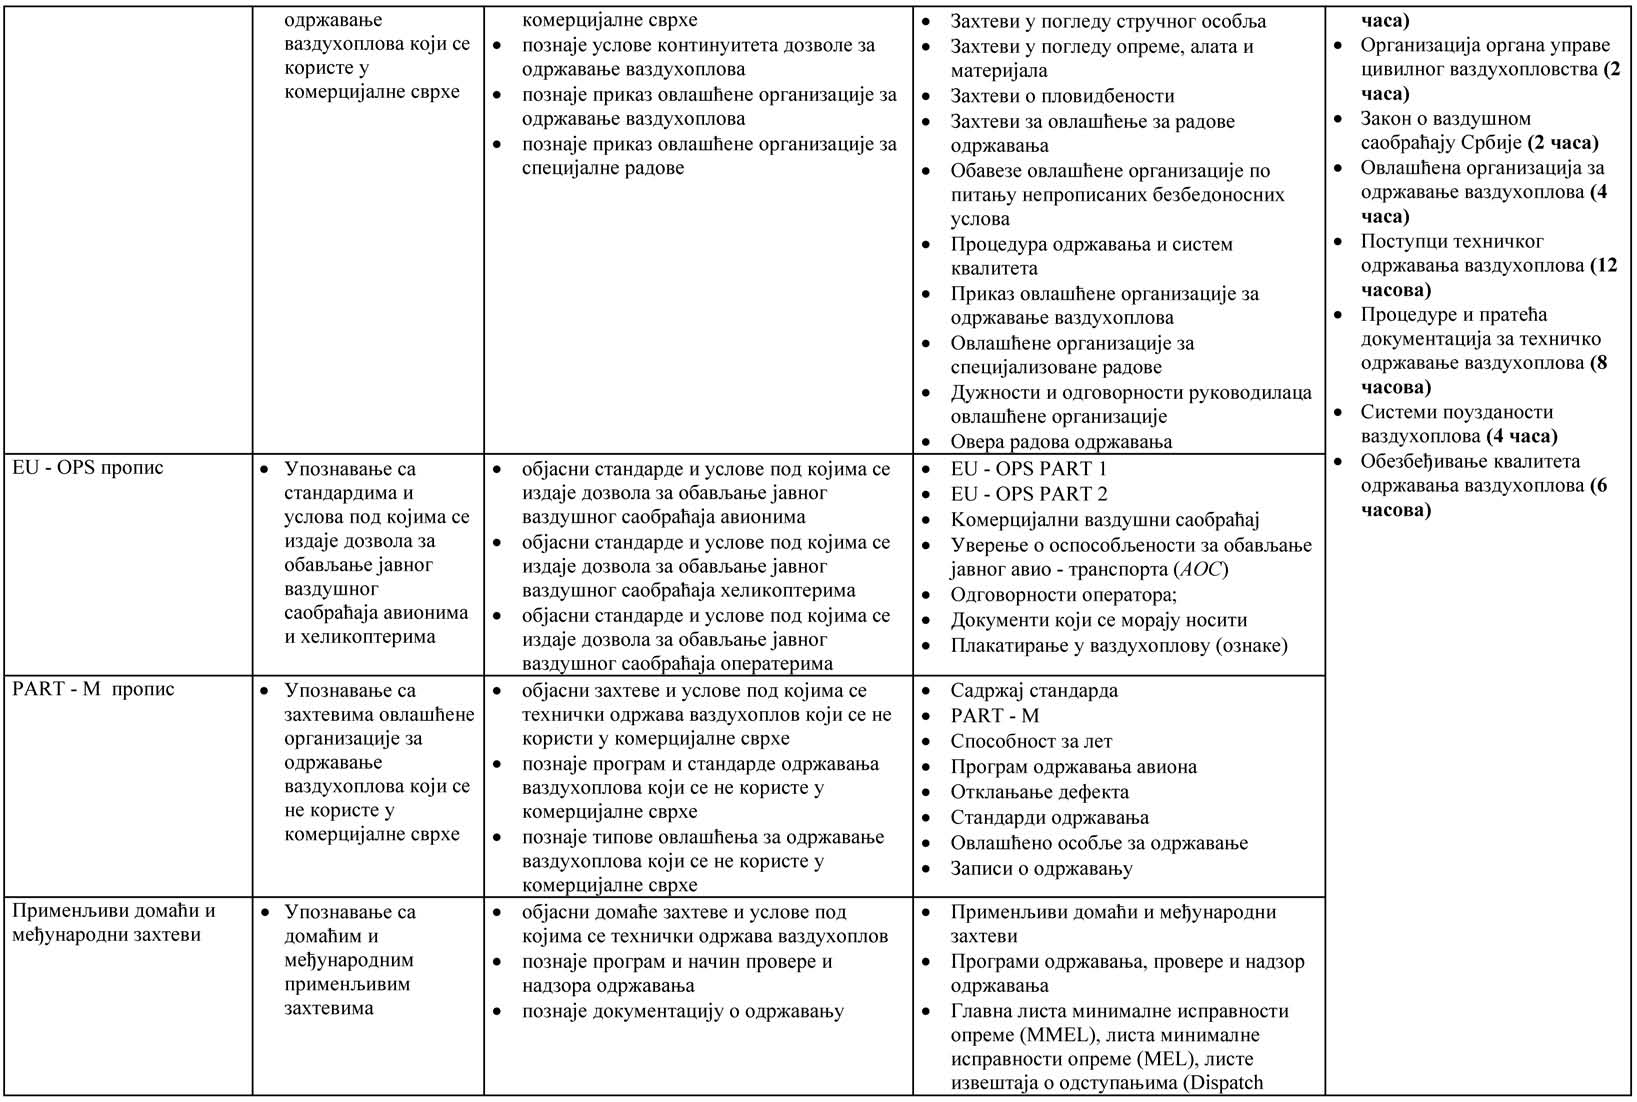 одржавање
ваздухоплова који се
користе у
комерцијалне сврхе
комерцијалне сврхе
• познаје услове континуитета дозволе за
одржавање ваздухоплова
• познаје приказ овлашћене организације за
одржавање ваздухоплова
• познаје приказ овлашћене организације за
специјалне радове
• Захтеви у погледу стручног особља
• Захтеви у погледу опреме, алата и
материјала
• Захтеви о пловидбености
• Захтеви за овлашћење за радове
одржавања
• Обавезе овлашћене организације по
питању непрописаних безбедоносних
услова
• Процедура одржавања и систем
квалитета
• Приказ овлашћене организације за
одржавање ваздухоплова
• Овлашћене организације за
специјализоване радове
• Дужности и одговорности руководилаца
овлашћене организације
• Овера радова одржавања
часа)
• Организација органа управе
цивилног ваздухопловства (2
часа)
• Закон о ваздушном
саобраћају Србије (2 часа)
• Овлашћена организација за
одржавање ваздухоплова (4
часа)
• Поступци техничког
одржавања ваздухоплова (12
часова)
• Процедуре и пратећа
документација за техничко
одржавање ваздухоплова (8
часова)
• Системи поузданости
ваздухоплова (4 часа)
• Обезбеђивање квалитета
одржавања ваздухоплова (6
часова)
EU - OPS пропис
• Упознавање са
стандардима и
услова под којима се
издаје дозвола за
обављање јавног
ваздушног
саобраћаја авионима
и хеликоптерима
• објасни стандарде и услове под којима се
издаје дозвола за обављање јавног
ваздушног саобраћаја авионима
• објасни стандарде и услове под којима се
издаје дозвола за обављање јавног
ваздушног саобраћаја хеликоптерима
• објасни стандарде и услове под којима се
издаје дозвола за обављање јавног
ваздушног саобраћаја оператерима
• EU - OPS PART 1
• EU - OPS PART 2
• Комерцијални ваздушни саобраћај
• Уверење о оспособљености за обављање
јавног авио - транспорта (AOC)
• Одговорности оператора;
• Документи који се морају носити
• Плакатирање у ваздухоплову (ознаке)
PART - M пропис
• Упознавање са
захтевима овлашћене
организације за
одржавање
ваздухоплова који се
не користе у
комерцијалне сврхе
• објасни захтеве и услове под којима се
технички одржава ваздухоплов који се не
користи у комерцијалне сврхе
• познаје програм и стандарде одржавања
ваздухоплова који се не користе у
комерцијалне сврхе
• познаје типове овлашћења за одржавање
ваздухоплова који се не користе у
комерцијалне сврхе
• Садржај стандарда
• PART - M
• Способност за лет
• Програм одржавања авиона
• Отклањање дефекта
• Стандарди одржавања
• Овлашћено особље за одржавање
• Записи о одржавању
Применљиви домаћи и
међународни захтеви
• Упознавање са
домаћим и
међународним
применљивим
захтевима
• објасни домаће захтеве и услове под
којима се технички одржава ваздухоплов
• познаје програм и начин провере и
надзора одржавања
• познаје документацију о одржавању
• Применљиви домаћи и међународни
захтеви
• Програми одржавања, провере и надзор
одржавања
• Главна листа минималне исправности
опреме (MMEL), листа минималне
исправности опреме (MEL), листе
извештаја о одступањима (Dispatch